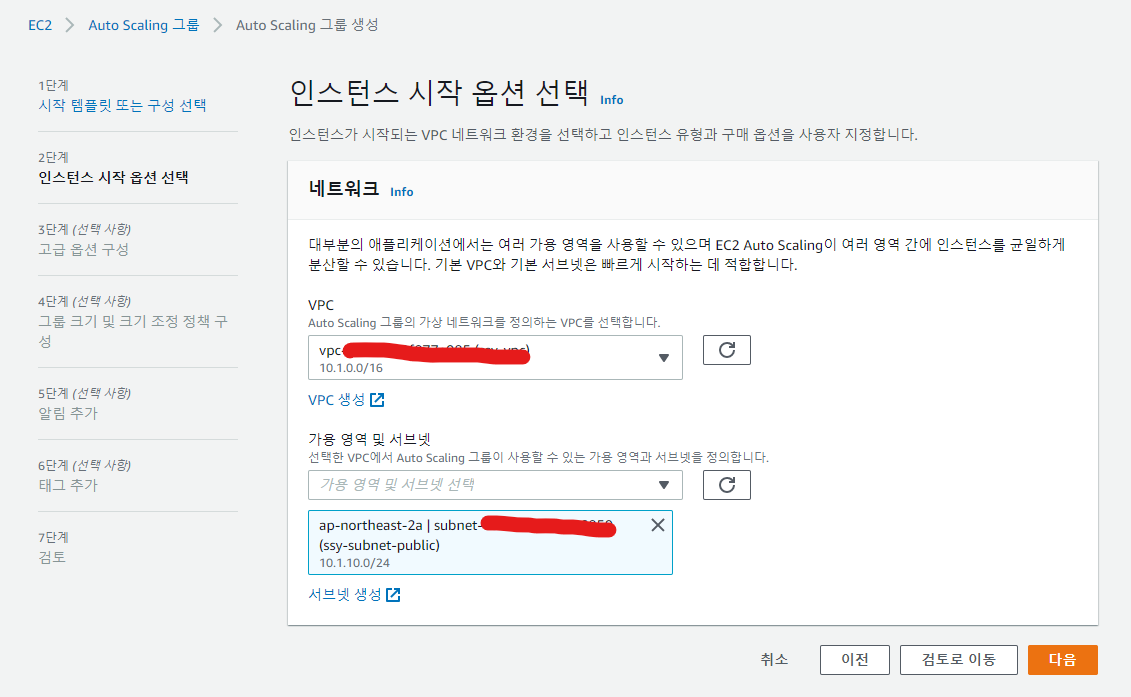 EC2 > Auto Scaling 그룹 > Auto Scaling 그룹 생성
1단계
시작 템플릿 또는 구성 선택
2단계
인스턴스 시작 옵션 선택
3단계 (선택 사항)
고급 옵션 구성
4단계 (선택 사항)
그룹 크기 및 크기 조정 정책 구
성
5단계 (선택 사항)
알림 추가
6단계 (선택 사항)
태그 추가
7단계
검토
인스턴스 시작 옵션 선택 Info
인스턴스가 시작되는 VPC 네트워크 환경을 선택하고 인스턴스 유형과 구매 옵션을 사용자 지정합니다.
네트워크 Info
대부분의 애플리케이션에서는 여러 가용 영역을 사용할 수 있으며 EC2 Auto Scaling이 여러 영역 간에 인스턴스를 균일하게
분산할 수 있습니다. 기본 VPC와 기본 서브넷은 빠르게 시작하는 데 적합합니다.
VPC
Auto Scaling 그룹의 가상 네트워크를 정의하는 VPC를 선택합니다.
vpc-
10.1.0.0/16
VPC 생성
가용 영역 및 서브넷
선택한 VPC에서 Auto Scaling 그룹이 사용할 수 있는 가용 영역과 서브넷을 정의합니다.
가용 영역 및 서브넷 선택
ap-northeast-2a | subnet-
(ssy-subnet-public)
10.1.10.0/24
서브넷 생성
취소
이전
검토로 이동
다음